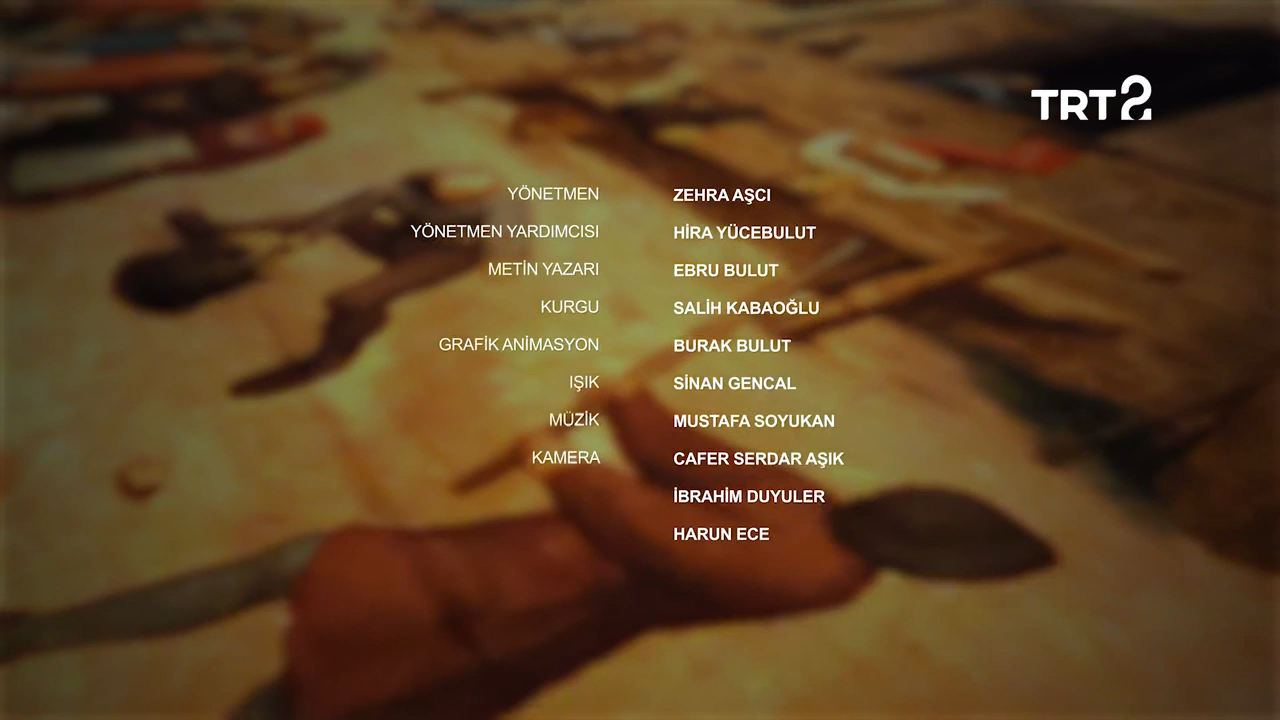 TRT2
YÖNETMEN ZEHRA AŞCI
YÖNETMEN YARDIMCISI HİRA YÜCEBULUT
METİN YAZARI EBRU BULUT
KURGU SALİH KABAOĞLU
GRAFİK ANİMASYON BURAK BULUT
IŞIK SİNAN GENCAL
MÜZİK MUSTAFA SOYUKAN
KAMERA CAFER SERDAR AŞIK
İBRAHİM DUYULER
HARUN ECE